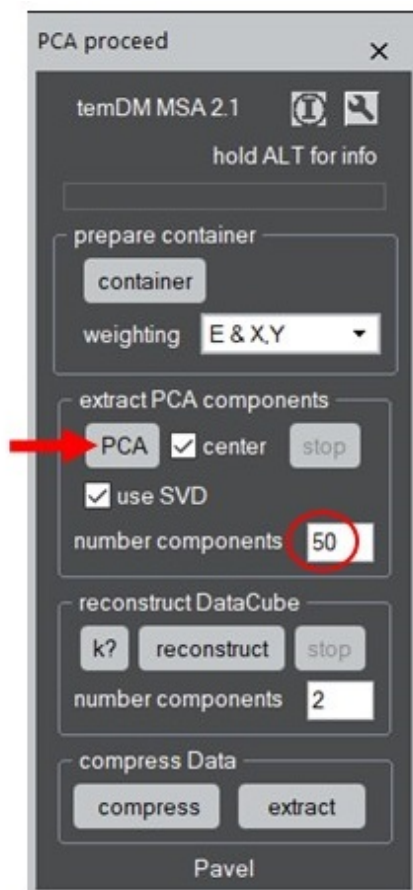 PCA proceed ×
temDM MSA 2.1
hold ALT for info
prepare container
container
weighting E & X,Y
extract PCA components
PCA center stop
use SVD
number components 50
reconstruct DataCube
k? reconstruct stop
number components 2
compress Data
compress extract
Pavel